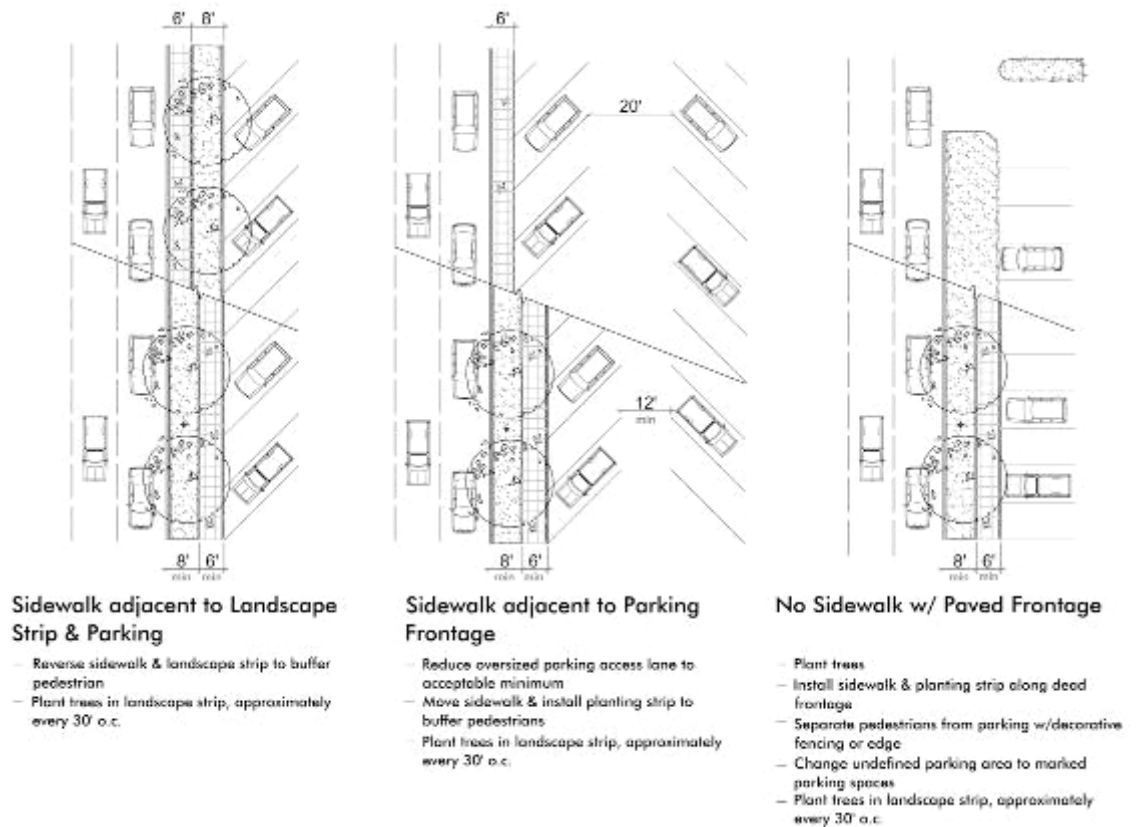 6' 8'
6'
20'
12'
min
8' 6'
min min
8' 6'
min min
8' 6'
min min
Sidewalk adjacent to Landscape
Strip & Parking
– Reverse sidewalk & landscape strip to buffer
pedestrian
– Plant trees in landscape strip, approximately
every 30' o.c.
Sidewalk adjacent to Parking
Frontage
– Reduce oversized parking access lane to
acceptable minimum
– Move sidewalk & install planting strip to
buffer pedestrians
Plant trees in landscape strip, approximately
every 30' o.c.
No Sidewalk w/ Paved Frontage
– Plant trees
– Install sidewalk & planting strip along dead
frontage
– Separate pedestrians from parking w/decorative
fencing or edge
– Change undefined parking area to marked
parking spaces
– Plant trees in landscape strip, approximately
every 30' o.c.